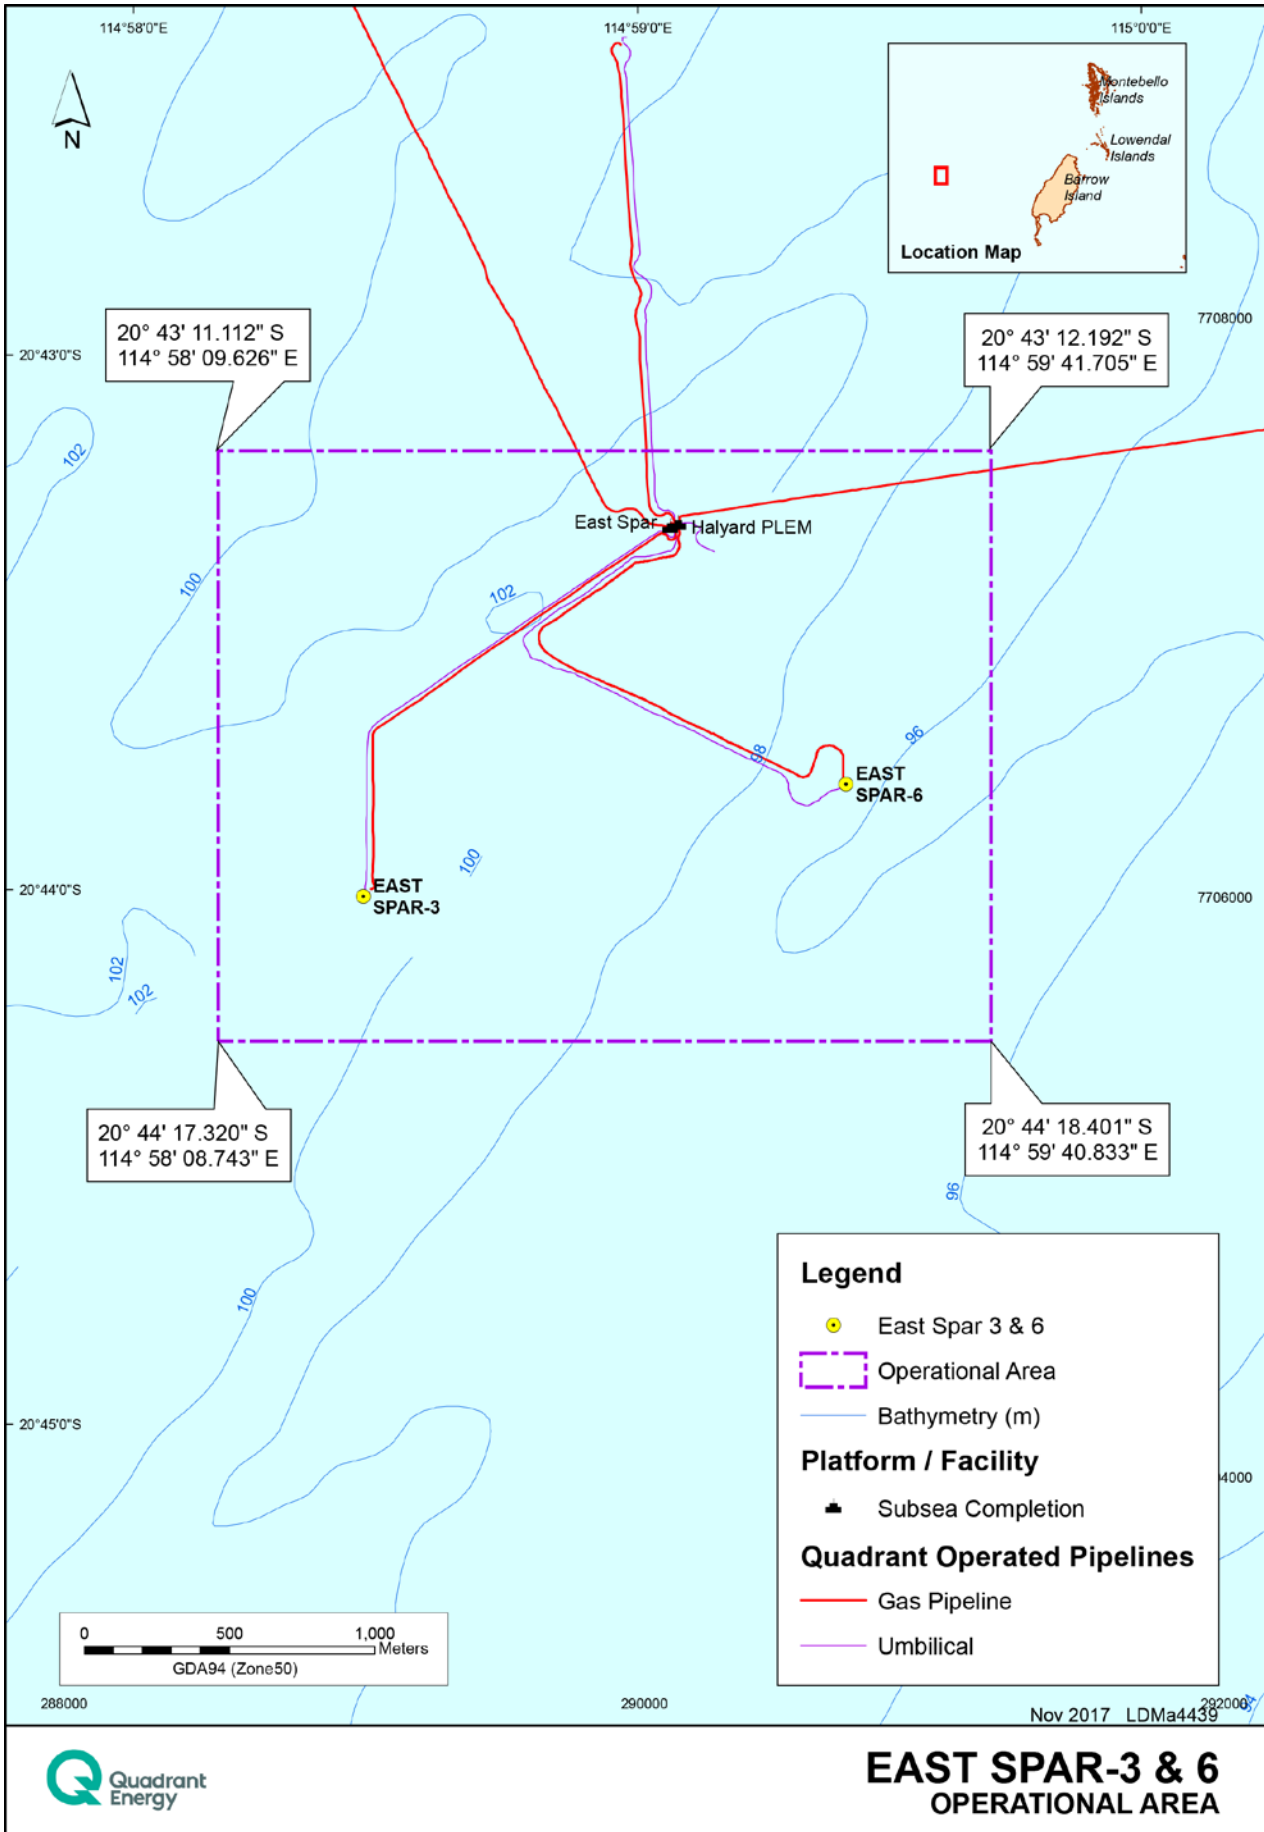 114°58'0"E
114°59'0"E
115°0'0"E
N
Montebello
Islands
Lowendal
Islands
Barrow
Island
Location Map
20° 43' 11.112" S
114° 58' 09.626" E
20° 43' 12.192" S
114° 59' 41.705" E
7708000
20°43'0"S
102
East Spar
Halyard PLEM
100
102
98
96
EAST
SPAR-6
100
EAST
SPAR-3
20°44'0"S
7706000
102
102
20° 44' 17.320" S
114° 58' 08.743" E
20° 44' 18.401" S
114° 59' 40.833" E
96
100
Legend
East Spar 3 & 6
Operational Area
Bathymetry (m)
Platform / Facility
Subsea Completion
Quadrant Operated Pipelines
Gas Pipeline
Umbilical
20°45'0"S
4000
0 500 1,000
Meters
GDA94 (Zone50)
288000
290000
292000
94
Nov 2017 LDMa4439
Quadrant
Energy
EAST SPAR-3 & 6
OPERATIONAL AREA